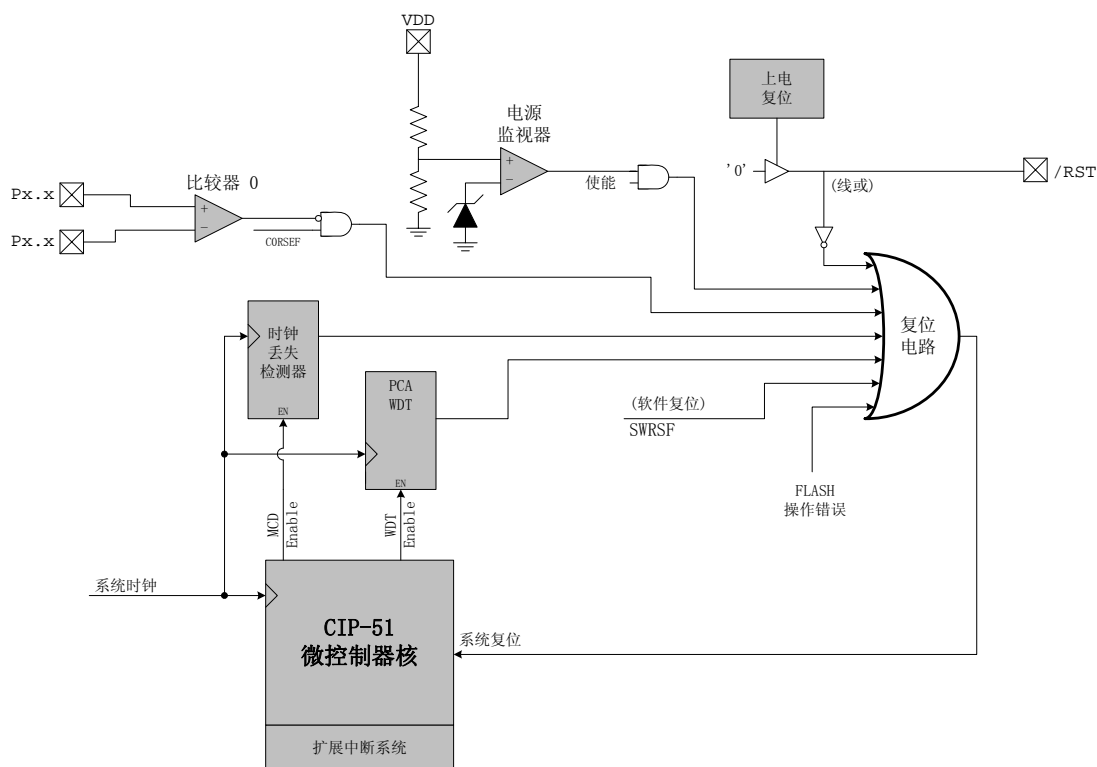 VDD
上电
复位
电源
监视器
+
−
使能
'0'
/RST
(线或)
比较器 0
Px.x
Px.x
+
−
CORSEF
时钟
丢失
检测器
EN
PCA
WDT
EN
复位
电路
(软件复位)
SWRSF
FLASH
操作错误
MCD
Enable
WDT
Enable
系统时钟
CIP-51
微控制器核
系统复位
扩展中断系统